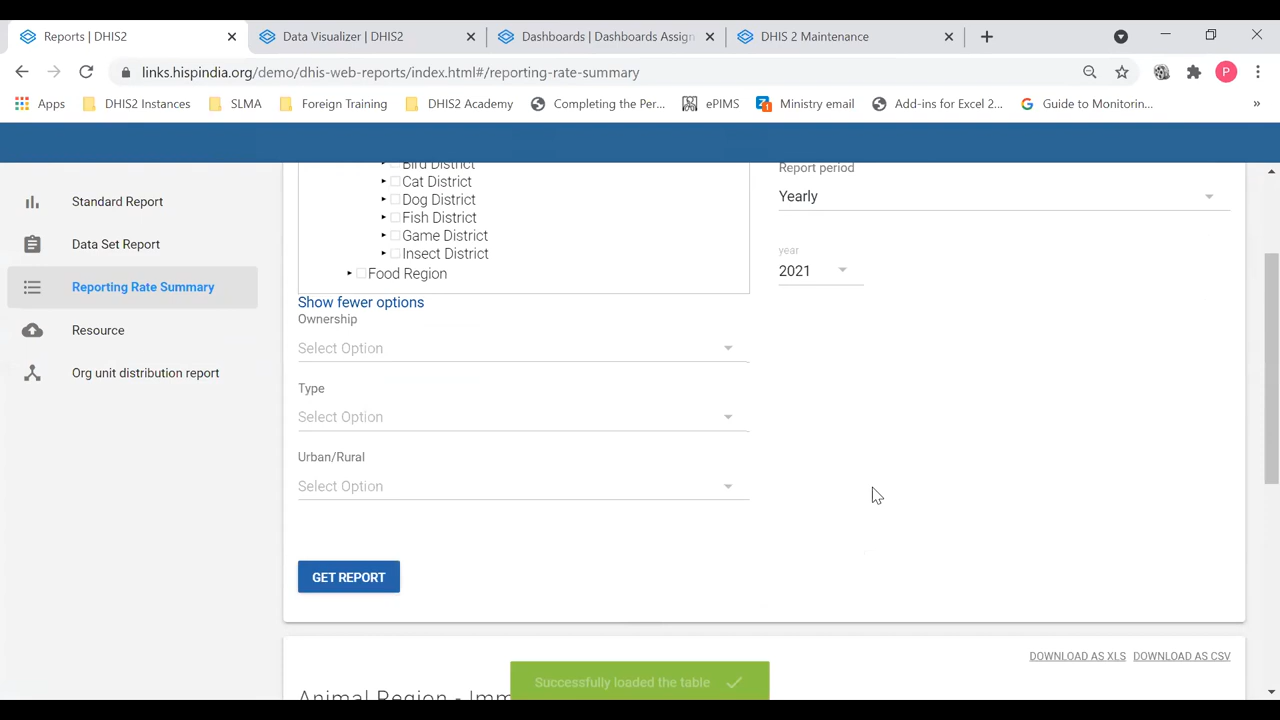 Reports | DHIS2
Data Visualizer | DHIS2
Dashboards | Dashboards Assign
DHIS 2 Maintenance
links.hispindia.org/demo/dhis-web-reports/index.html#/reporting-rate-summary
P
Apps
DHIS2 Instances
SLMA
Foreign Training
DHIS2 Academy
Completing the Per...
ePIMS
Ministry email
Add-ins for Excel 2...
Guide to Monitorin...
»
Standard Report
Data Set Report
Reporting Rate Summary
Resource
Org unit distribution report
Bird District
Cat District
Dog District
Fish District
Game District
Insect District
Food Region
Show fewer options
Ownership
Select Option
Type
Select Option
Urban/Rural
Select Option
GET REPORT
Report period
Yearly
year
2021
DOWNLOAD AS XLS DOWNLOAD AS CSV
Animal Region - Imm
Successfully loaded the table